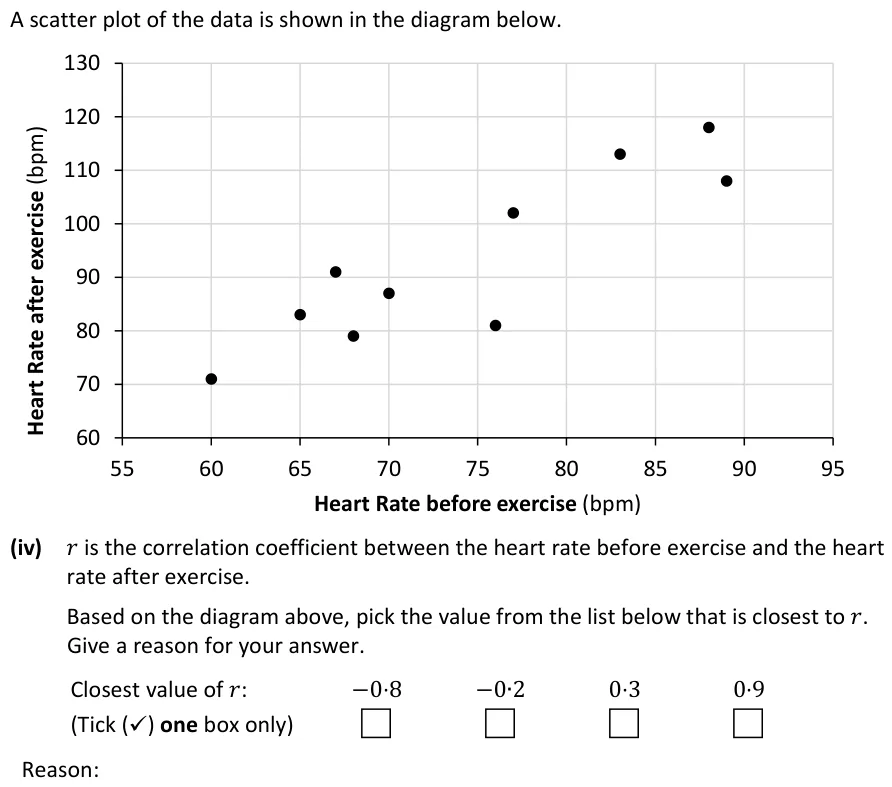 A scatter plot of the data is shown in the diagram below.
130
120
110
100
90
80
70
60
Heart Rate after exercise (bpm)
55 60 65 70 75 80 85 90 95
Heart Rate before exercise (bpm)
(iv) r is the correlation coefficient between the heart rate before exercise and the heart
rate after exercise.
Based on the diagram above, pick the value from the list below that is closest to r.
Give a reason for your answer.
Closest value of r: −0·8 −0·2 0·3 0·9
(Tick (✓) one box only)
Reason: